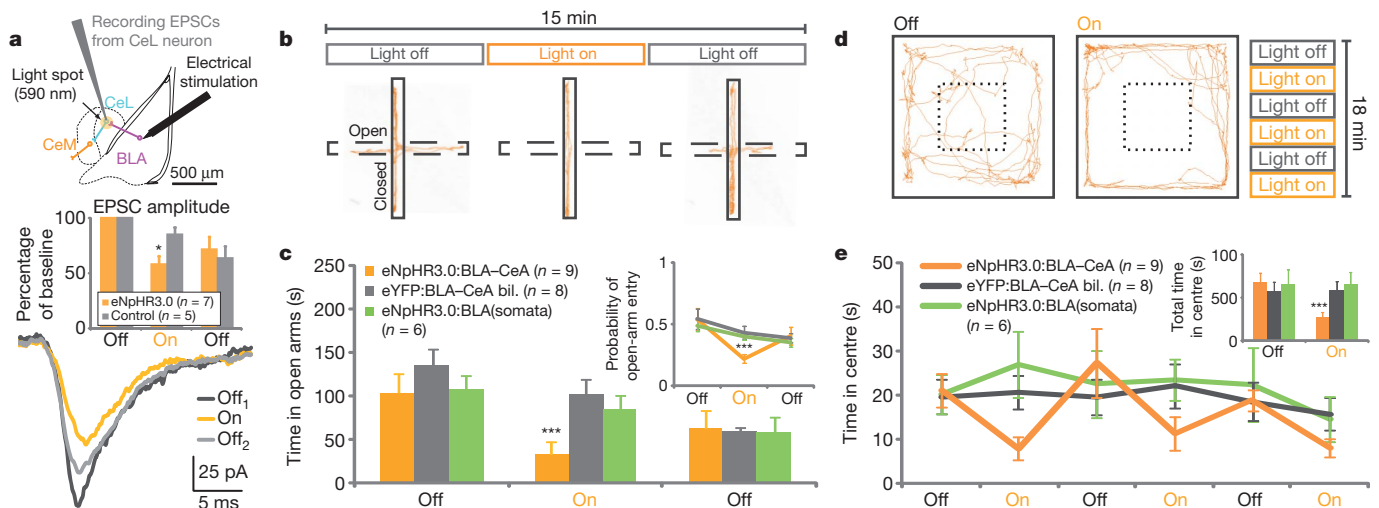 a
Recording EPSCs
from CeL neuron
Light spot
(590 nm)
Electrical
stimulation
CeL
CeM
BLA
500 μm
EPSC amplitude
Percentage
of baseline
100
50
0
*
eNpHR3.0 (n = 7)
Control (n = 5)
Off
On
Off
Off1
On
Off2
25 pA
5 ms
b
15 min
Light off
Light on
Light off
Open
Closed
c
eNpHR3.0:BLA–CeA (n = 9)
eYFP:BLA–CeA bil. (n = 8)
eNpHR3.0:BLA(somata)
(n = 6)
Time in open arms (s)
250
200
150
100
50
0
***
Off
On
Off
Probability of
open-arm entry
1
0.5
0
***
Off
On
Off
d
Off
On
Light off
Light on
Light off
Light on
Light off
Light on
18 min
e
eNpHR3.0:BLA–CeA (n = 9)
eYFP:BLA–CeA bil. (n = 8)
eNpHR3.0:BLA(somata)
(n = 6)
Time in centre (s)
50
40
30
20
10
0
Off
On
Off
On
Off
On
Total time
in centre (s)
1,000
500
0
***
Off
On